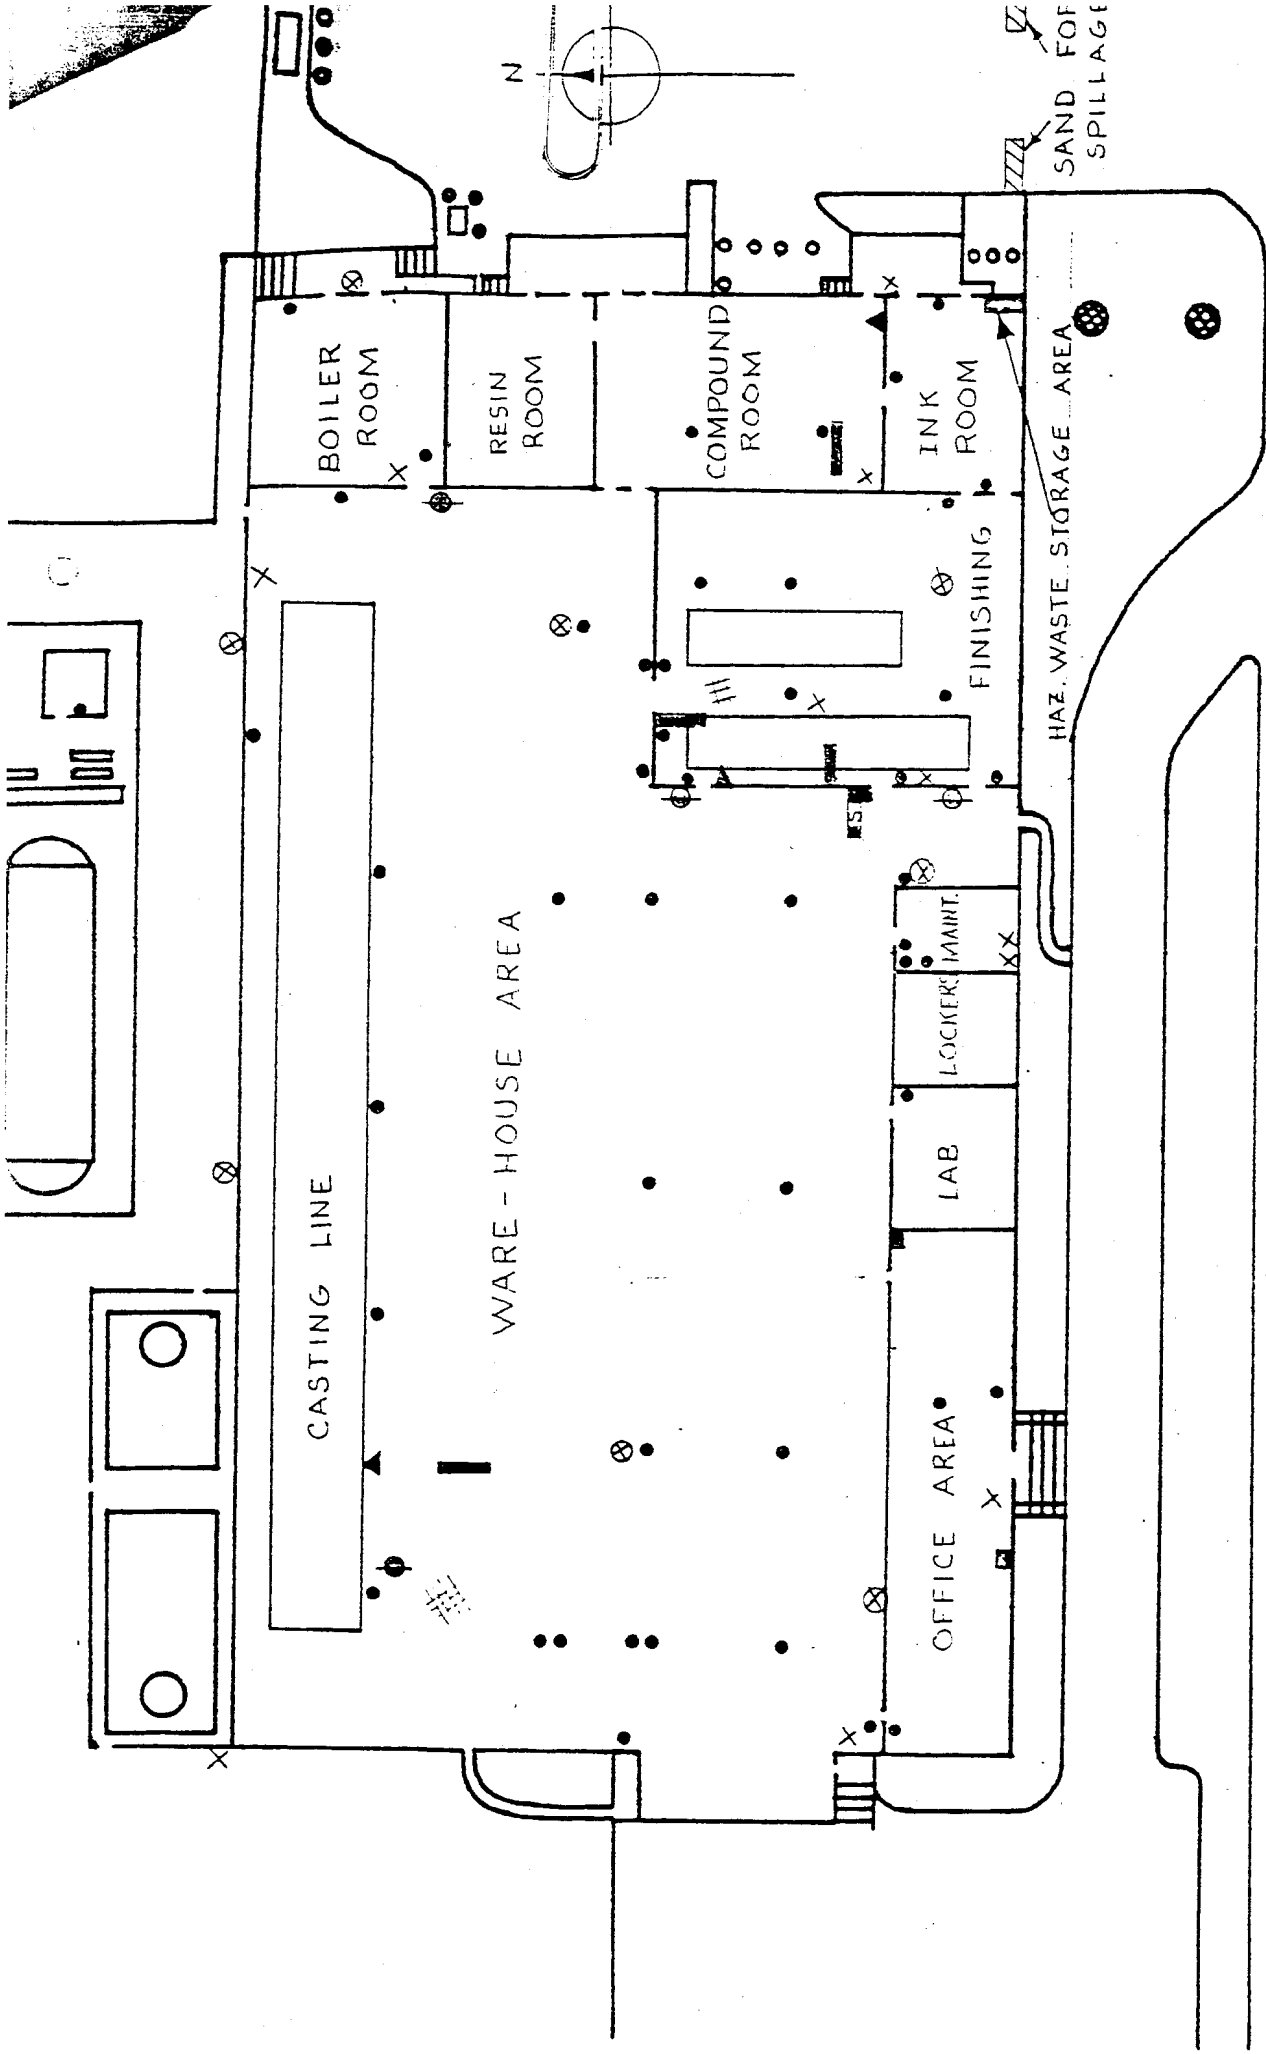 N
SAND FOR
SPILLAGE
BOILER
ROOM
RESIN
ROOM
COMPOUND
ROOM
INK
ROOM
HAZ. WASTE STORAGE AREA
FINISHING
E.S.
MAINT.
LOCKERS
LAB
WARE-HOUSE AREA
CASTING LINE
OFFICE AREA